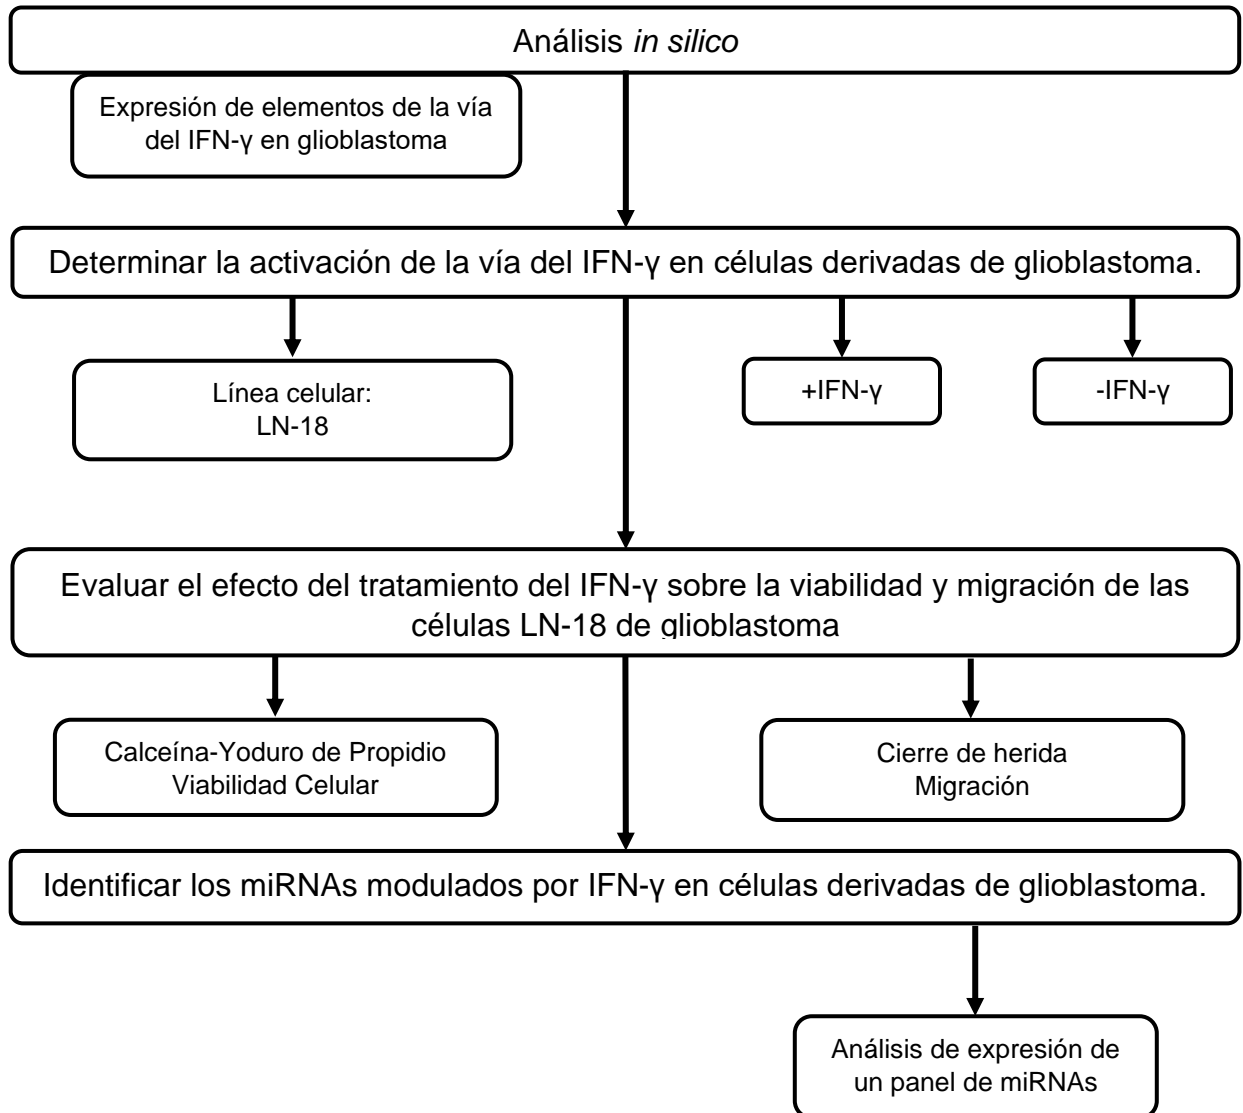 Análisis in silico
Expresión de elementos de la vía
del IFN-γ en glioblastoma
Determinar la activación de la vía del IFN-γ en células derivadas de glioblastoma.
Línea celular:
LN-18
+IFN-γ
-IFN-γ
Evaluar el efecto del tratamiento del IFN-γ sobre la viabilidad y migración de las
células LN-18 de glioblastoma
Calceína-Yoduro de Propidio
Viabilidad Celular
Cierre de herida
Migración
Identificar los miRNAs modulados por IFN-γ en células derivadas de glioblastoma.
Análisis de expresión de
un panel de miRNAs